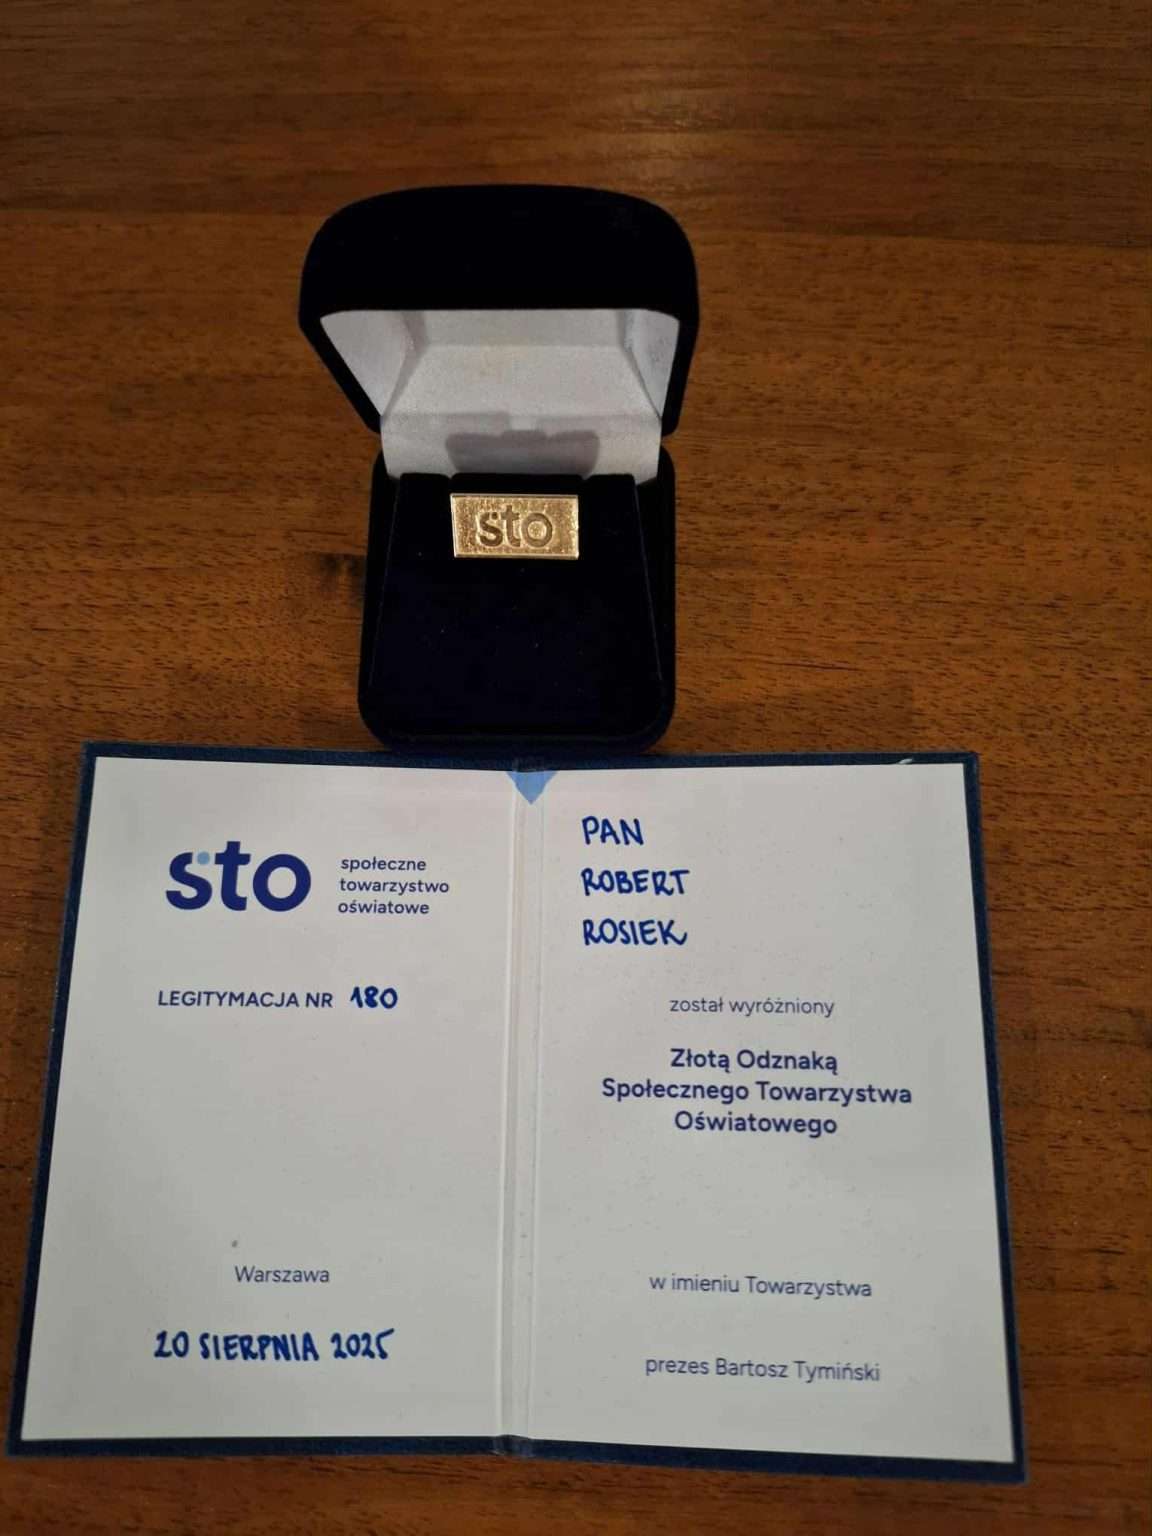 sto
sto
społeczne
towarzystwo
oświatowe
LEGITYMACJA NR 180
Warszawa
20 SIERPNIA 2025
PAN
ROBERT
ROSIEK
został wyróżniony
Złotą Odznaką
Społecznego Towarzystwa
Oświatowego
w imieniu Towarzystwa
prezes Bartosz Tymiński